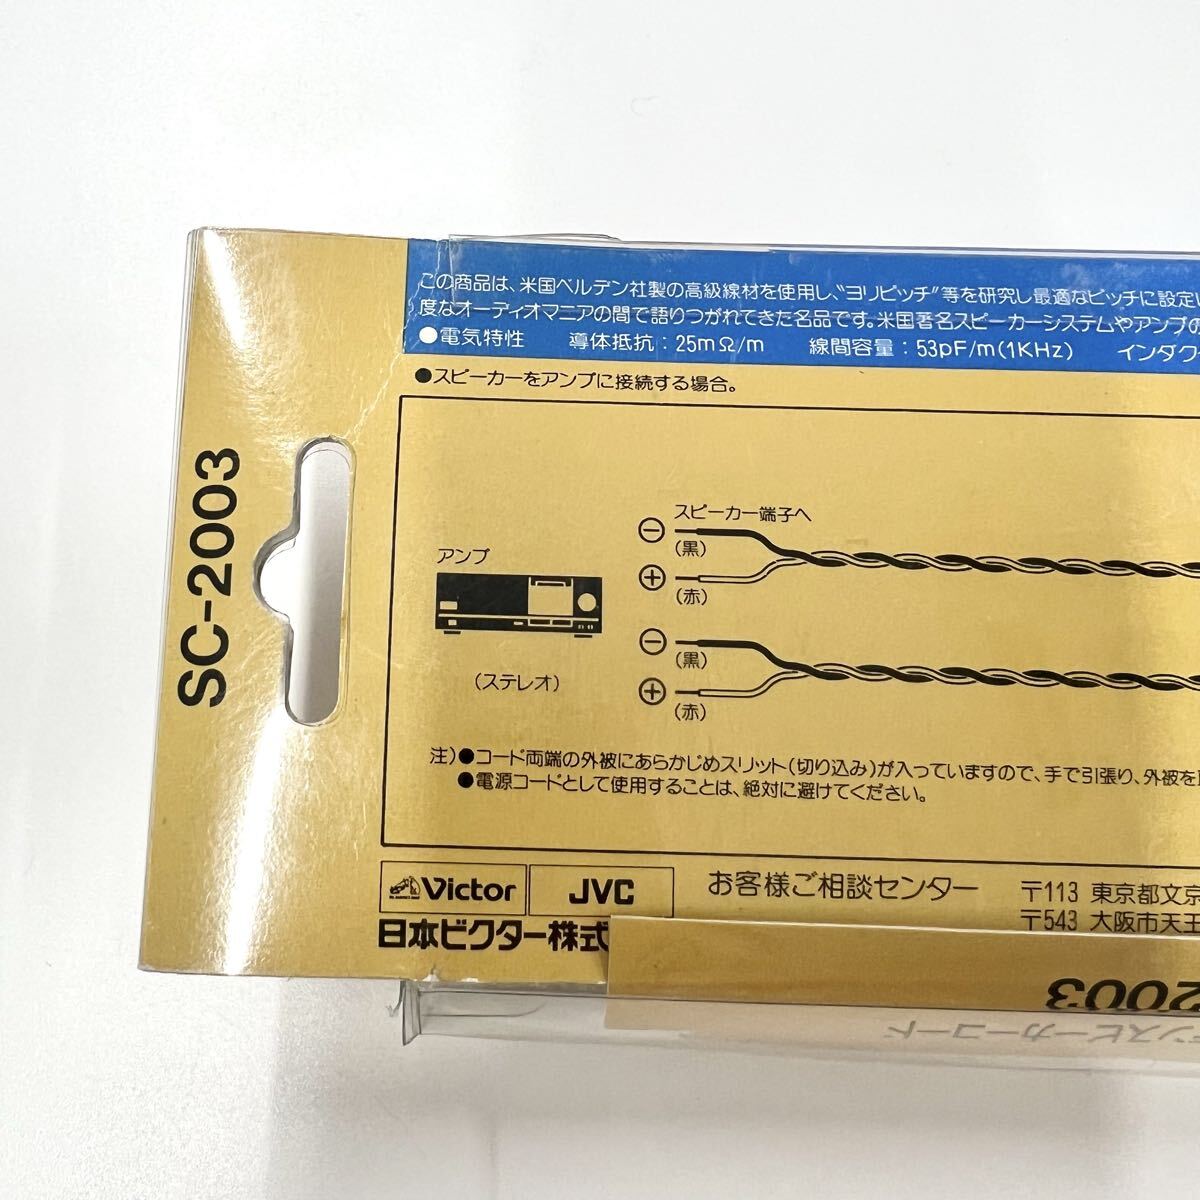 SC-2003
この商品は、米国ベルデン社製の高級線材を使用し、“ヨリピッチ”等を研究し最適なピッチに設定し
度なオーディオマニアの間で語りつがれてきた名品です。米国著名スピーカーシステムやアンプの
●電気特性 導体抵抗：25mΩ/m 線間容量：53pF/m(1KHz) インダク
●スピーカーをアンプに接続する場合。
スピーカー端子へ
アンプ
(ステレオ)
⊖
(黒)
⊕
(赤)
⊖
(黒)
⊕
(赤)
注)●コード両端の外被にあらかじめスリット(切り込み)が入っていますので、手で引張り、外被を
●電源コードとして使用することは、絶対に避けてください。
Victor JVC お客様ご相談センター 〒113 東京都文京
日本ビクター株式 〒543 大阪市天王
2003
ンスピーカーコード